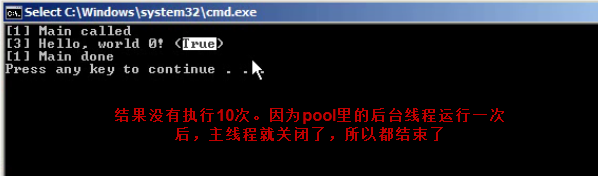 Select C:\Windows\system32\cmd.exe
[1] Main called
[3] Hello, world 0! <True>
[1] Main done
Press any key to continue . . .
结果没有执行10次。因为pool里的后台线程运行一次
后，主线程就关闭了，所以都结束了